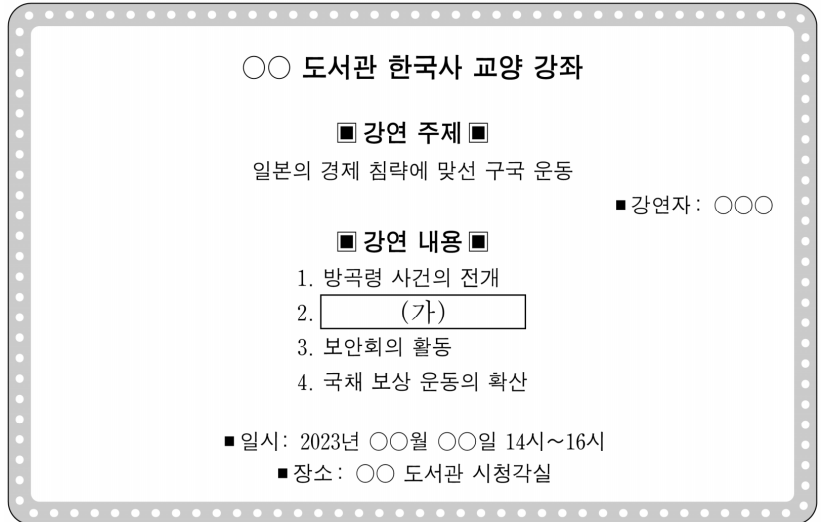 ○○ 도서관 한국사 교양 강좌
▣ 강연 주제 ▣
일본의 경제 침략에 맞선 구국 운동
■ 강연자 : ○○○
▣ 강연 내용 ▣
1. 방곡령 사건의 전개
2. (가)
3. 보안회의 활동
4. 국채 보상 운동의 확산
■ 일시 : 2023년 ○○월 ○○일 14시～16시
■ 장소 : ○○ 도서관 시청각실